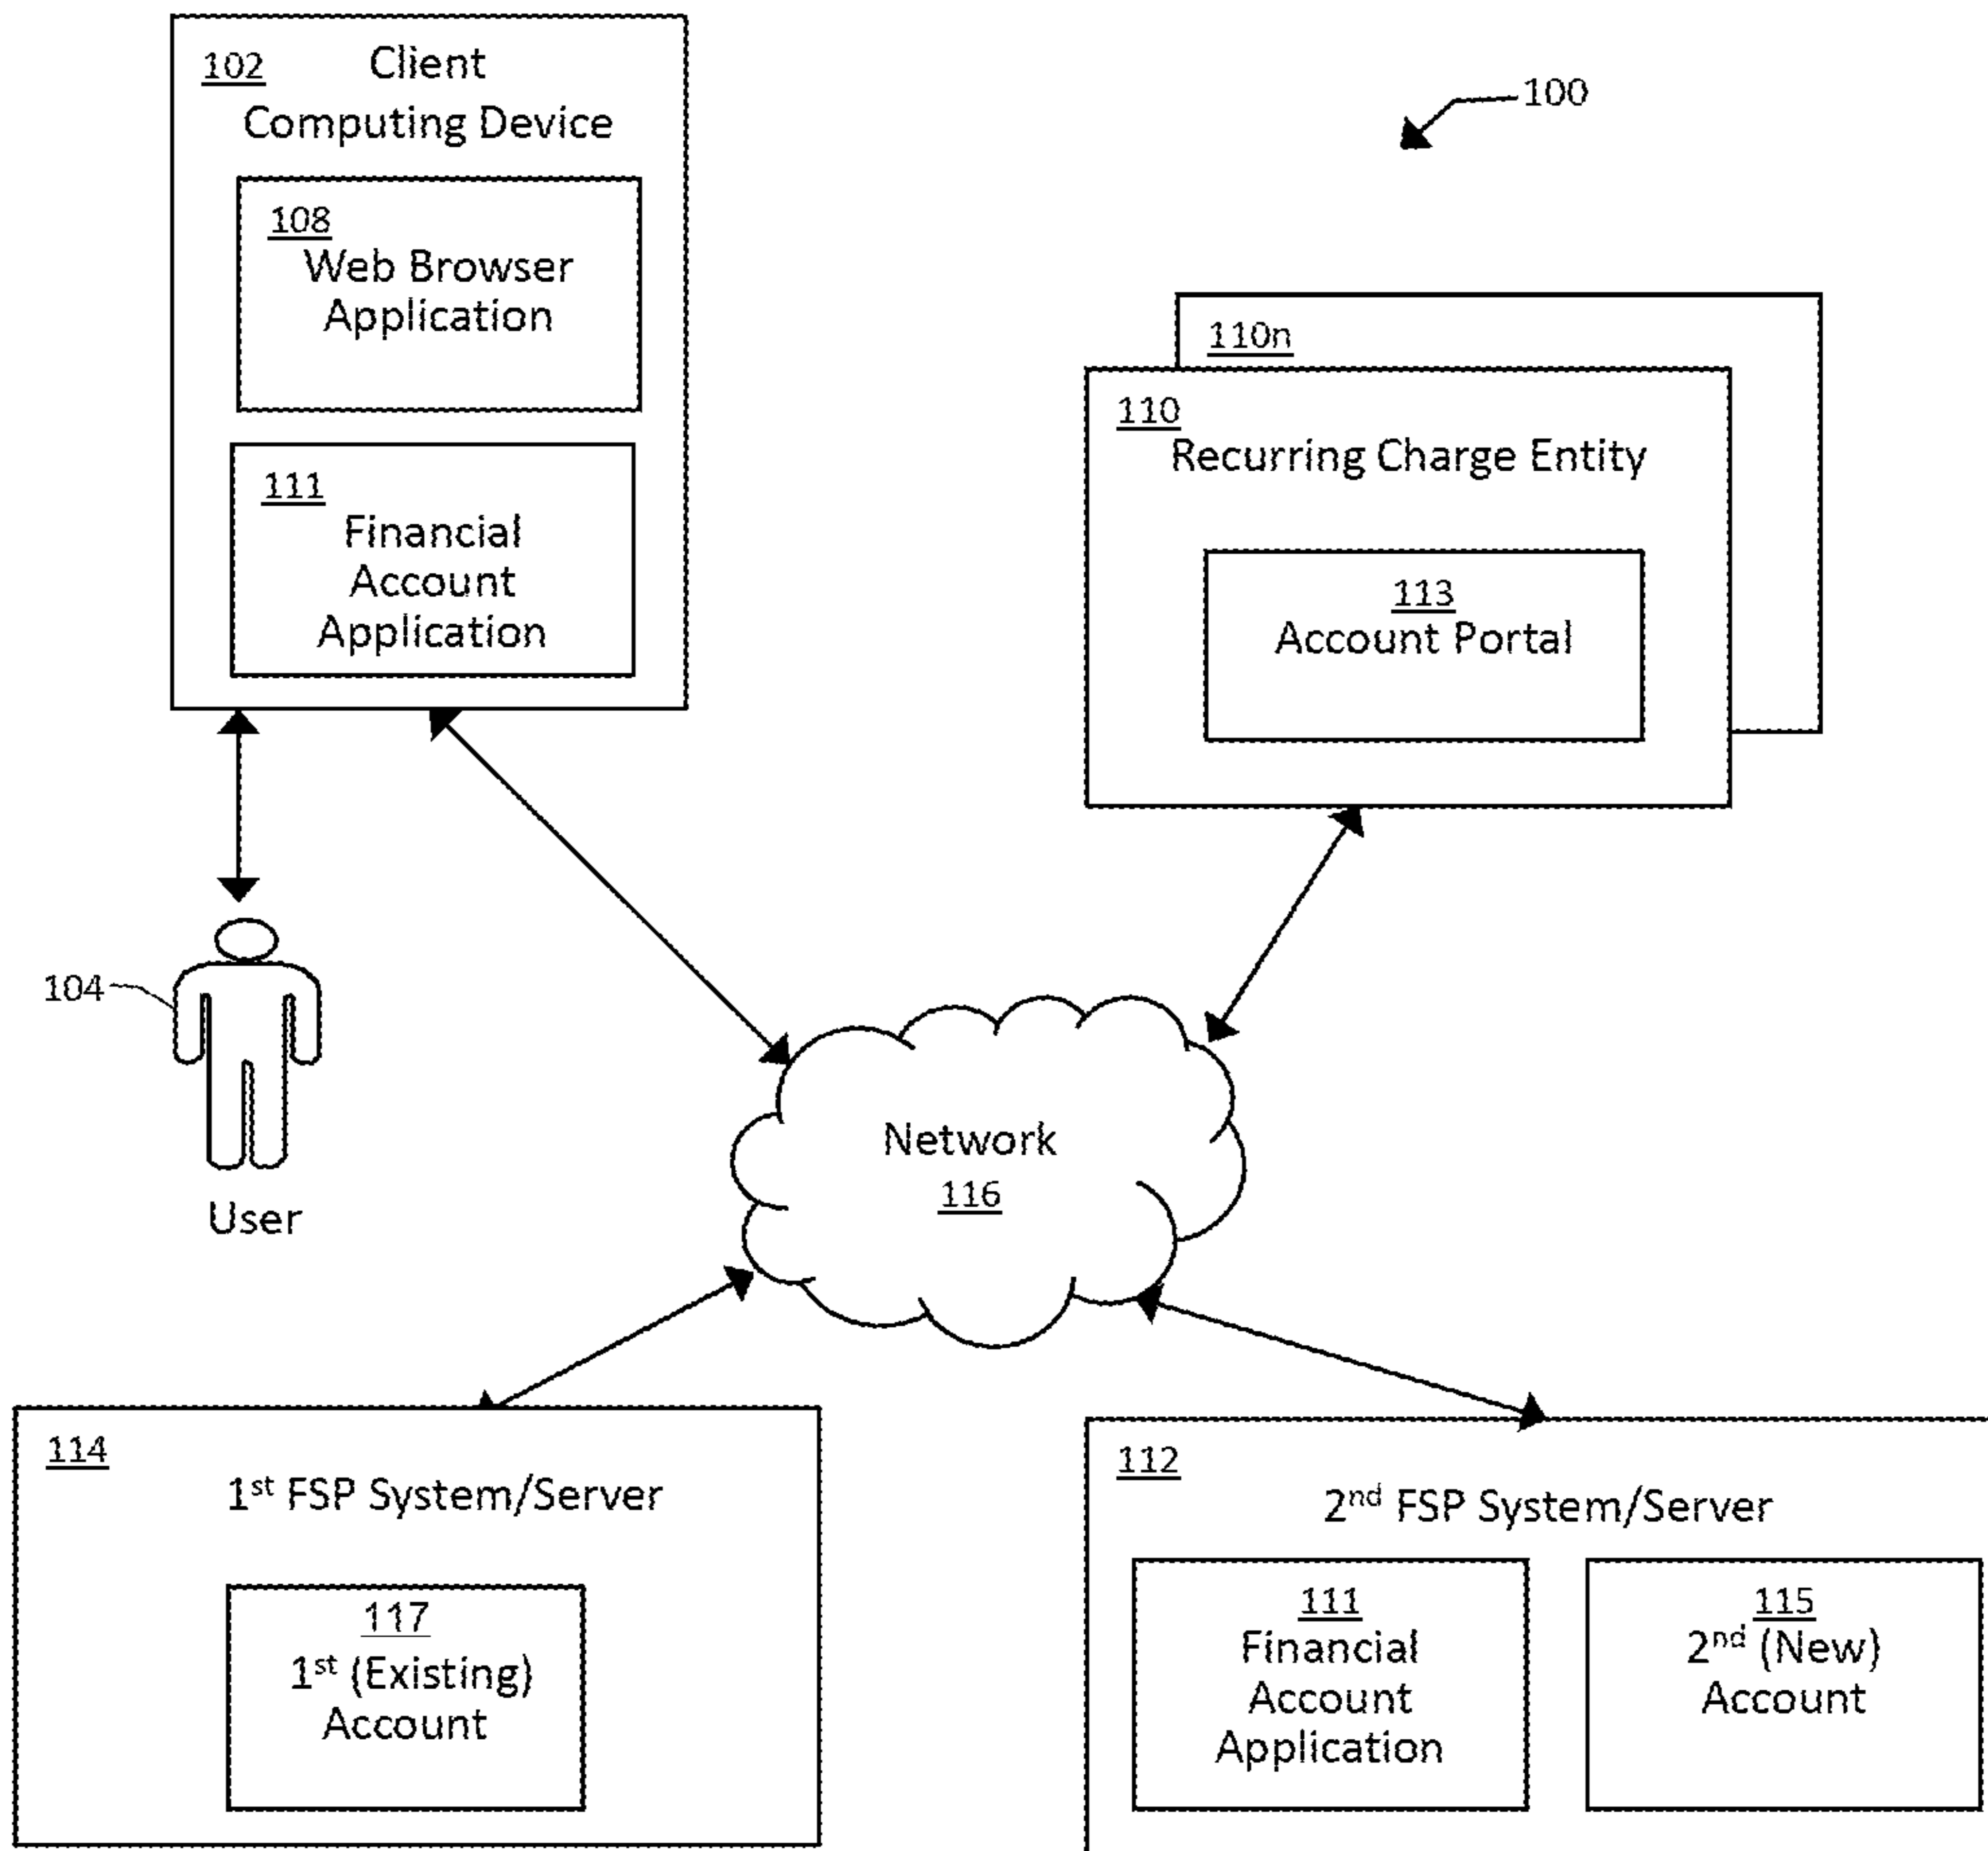 102 Client
Computing Device
108
Web Browser
Application
111
Financial
Account
Application
100
110n
110
Recurring Charge Entity
113
Account Portal
104
User
Network
116
114
1st FSP System/Server
117
1st (Existing)
Account
112
2nd FSP System/Server
111
Financial
Account
Application
115
2nd (New)
Account